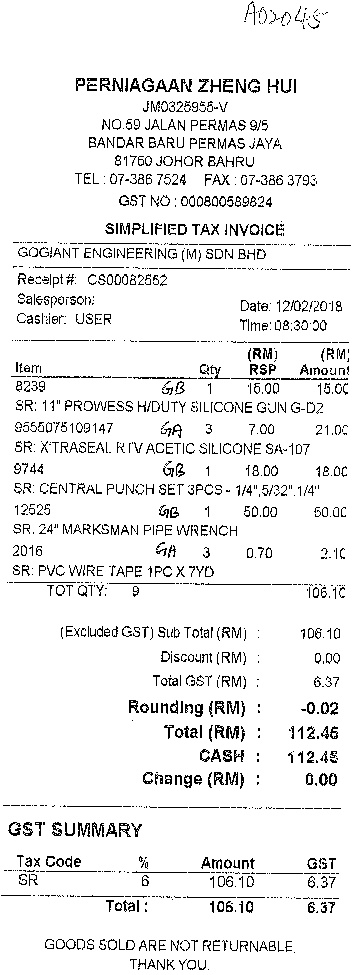 A02045
PERNIAGAAN ZHENG HUI
JM0325955-V
NO.59 JALAN PERMAS 9/5
BANDAR BARU PERMAS JAYA
81750 JOHOR BAHRU
TEL : 07-386 7524 FAX : 07-386 3793
GST NO : 000800589824
SIMPLIFIED TAX INVOICE
GOGIANT ENGINEERING (M) SDN BHD
Receipt #: CS00082552
Salesperson: Date: 12/02/2018
Cashier: USER Time: 08:30:00
(RM) (RM)
Item Qty RSP Amount
8239 GB 1 15.00 15.00
SR: 11" PROWESS H/DUTY SILICONE GUN G-D2
9555075109147 GA 3 7.00 21.00
SR: X'TRASEAL RTV ACETIC SILICONE SA-107
9744 GB 1 18.00 18.00
SR: CENTRAL PUNCH SET 3PCS - 1/4",5/32",1/4"
12525 GB 1 50.00 50.00
SR: 24" MARKSMAN PIPE WRENCH
2016 GA 3 0.70 2.10
SR: PVC WIRE TAPE 1PC X 7YD
TOT QTY: 9 106.10
(Excluded GST) Sub Total (RM) : 106.10
Discount (RM) : 0.00
Total GST (RM) : 6.37
Rounding (RM) : -0.02
Total (RM) : 112.45
CASH : 112.45
Change (RM) : 0.00
GST SUMMARY
Tax Code % Amount GST
SR 6 106.10 6.37
Total : 106.10 6.37
GOODS SOLD ARE NOT RETURNABLE,
THANK YOU.